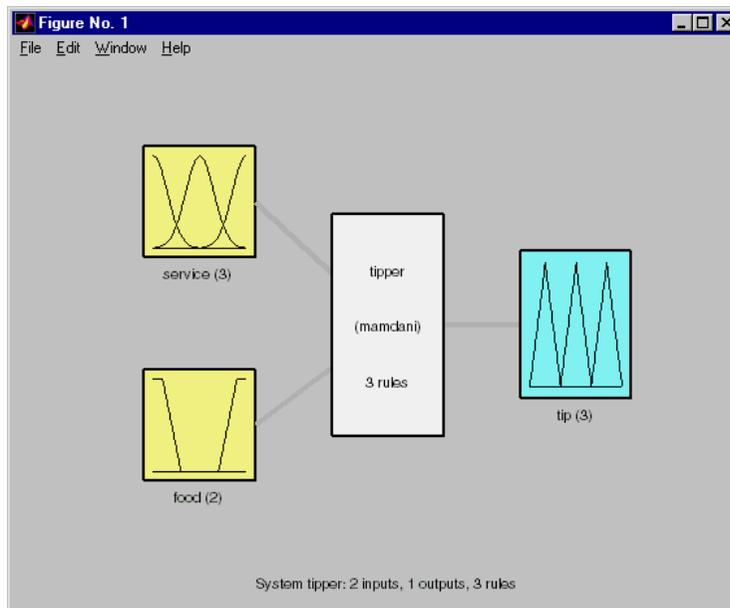 Figure No. 1
File Edit Window Help
service (3)
tipper
(mamdani)
3 rules
tip (3)
food (2)
System tipper: 2 inputs, 1 outputs, 3 rules